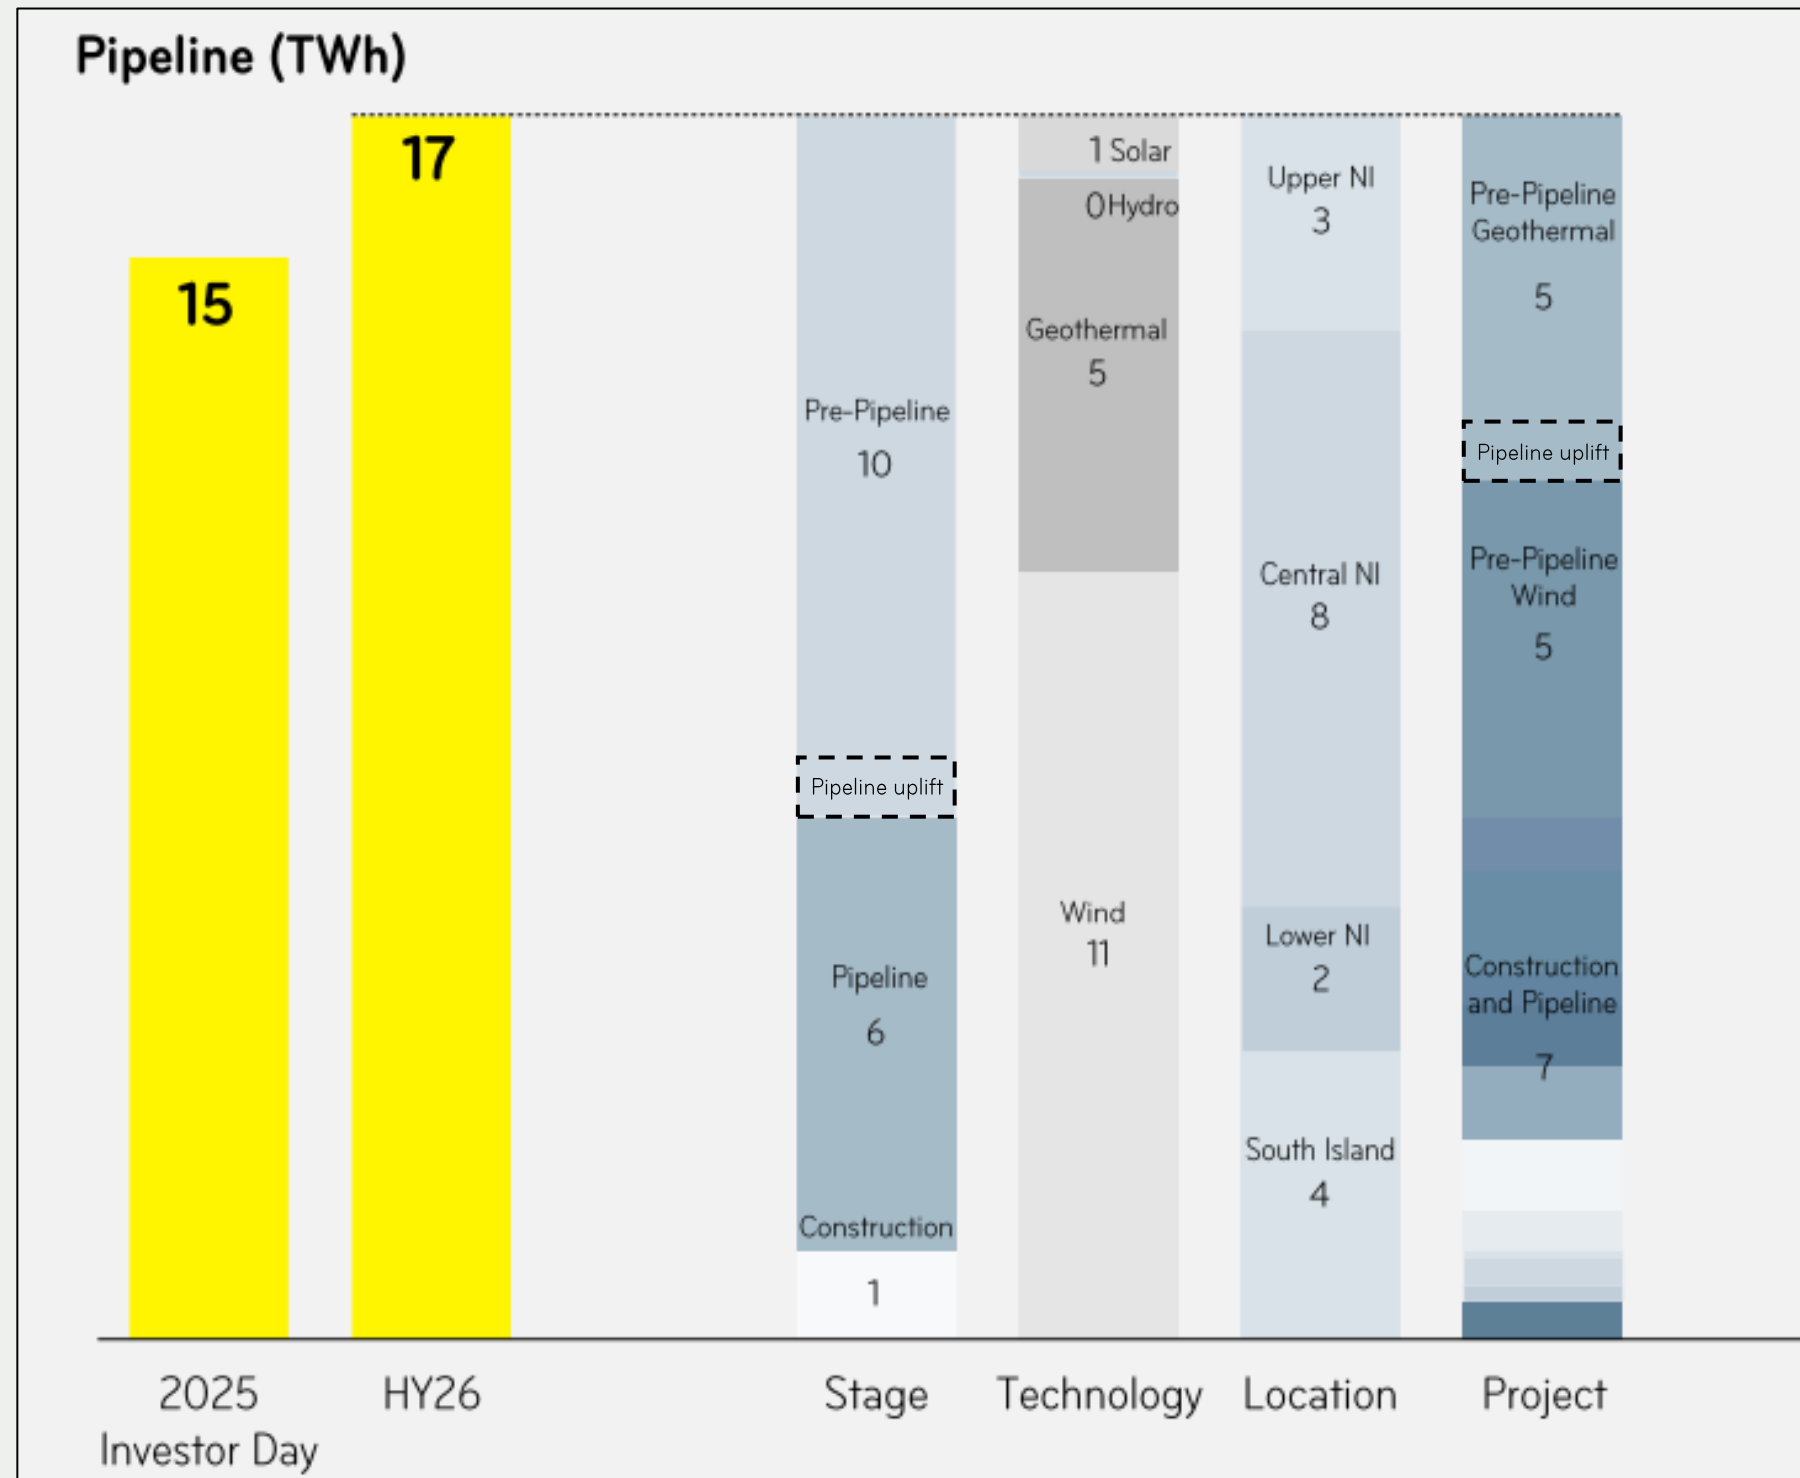 Pipeline (TWh)
15
17
Pre-Pipeline
10
Pipeline uplift
Pipeline
6
Construction
1
1 Solar
0 Hydro
Geothermal
5
Wind
11
Upper NI
3
Central NI
8
Lower NI
2
South Island
4
Pre-Pipeline
Geothermal
5
Pipeline uplift
Pre-Pipeline
Wind
5
Construction
and Pipeline
7
2025
Investor Day
HY26
Stage
Technology
Location
Project